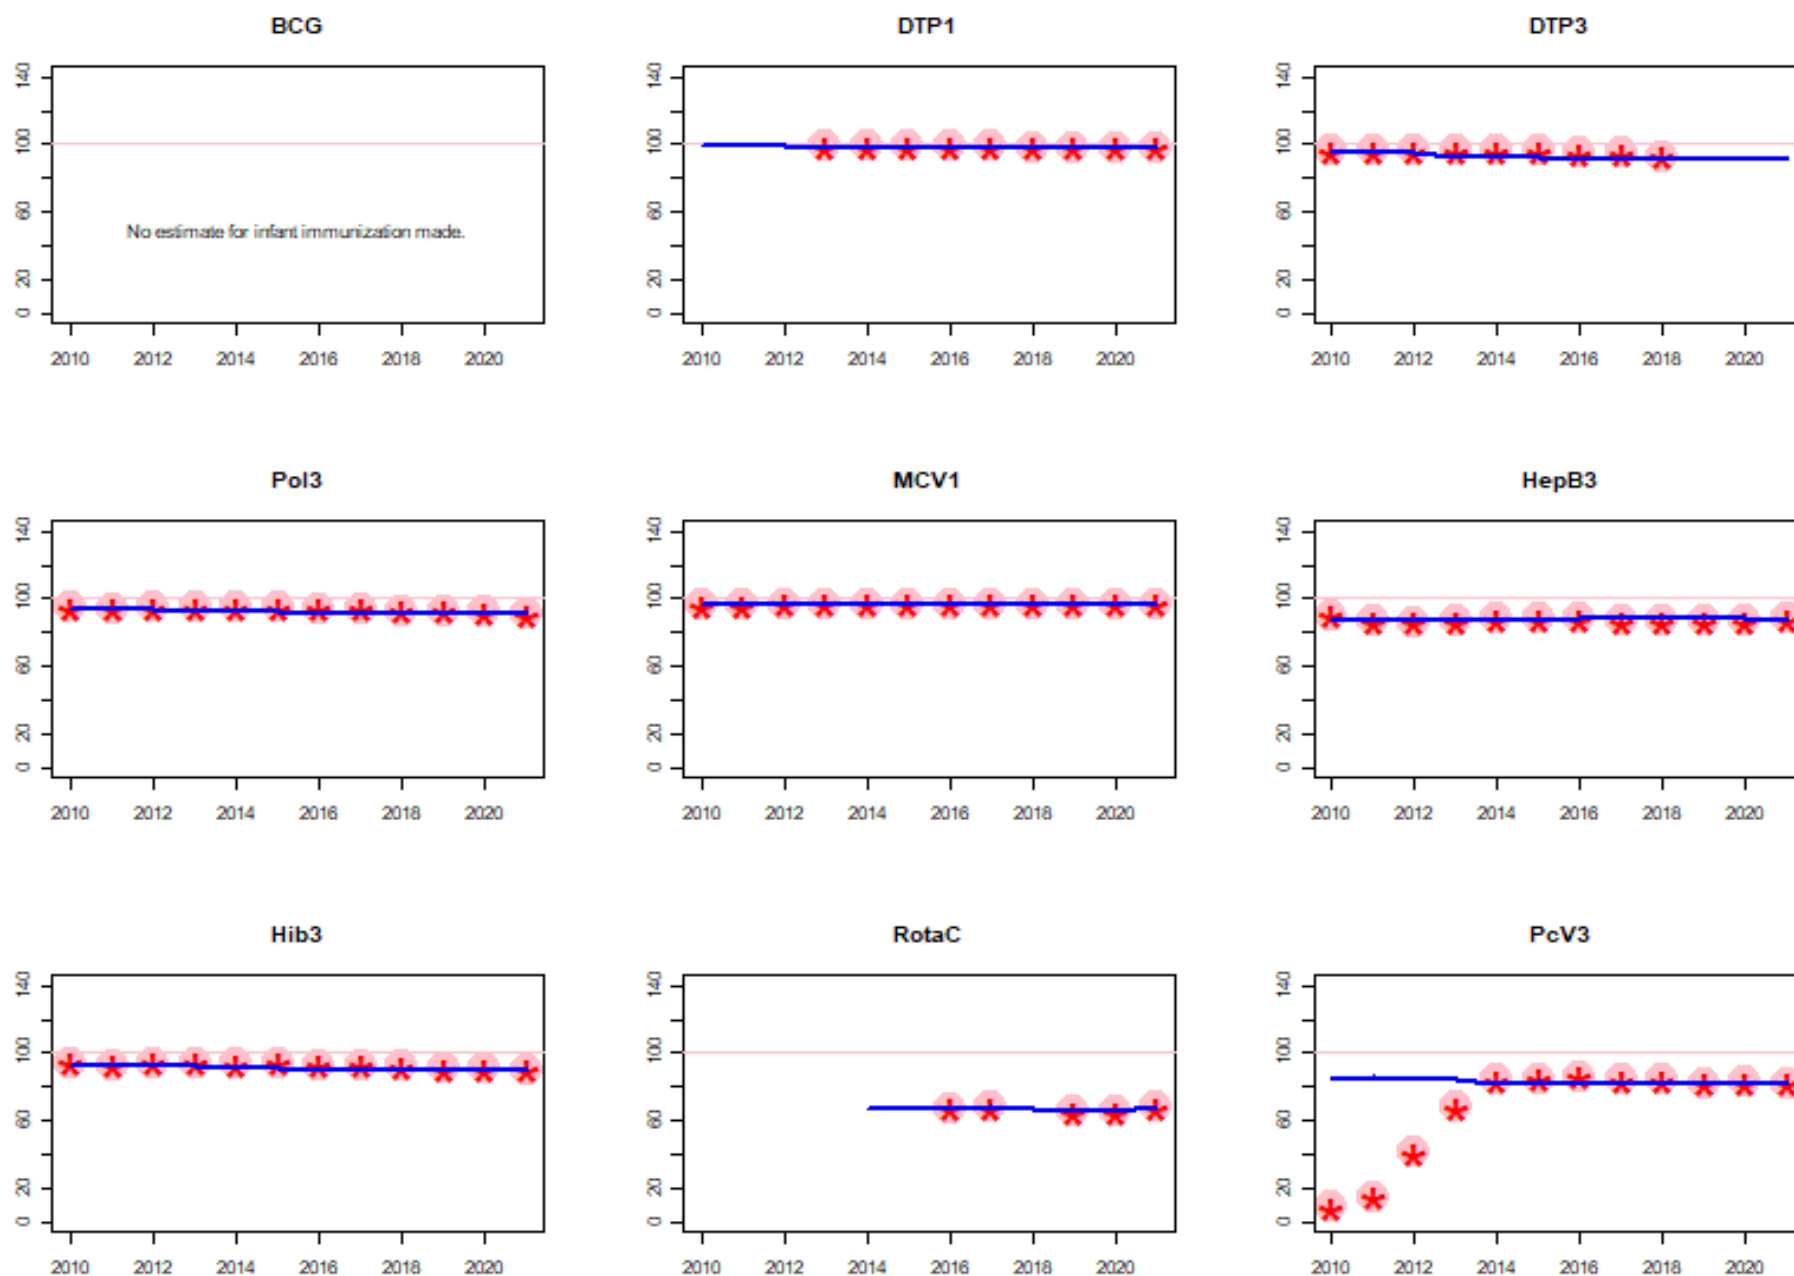 BCG DTP1 DTP3
140 140 140
100 100 100
60 60 60
No estimate for infant immunization made.
20 20 20
0 0 0
2010 2012 2014 2016 2018 2020 2010 2012 2014 2016 2018 2020 2010 2012 2014 2016 2018 2020
Pol3 MCV1 HepB3
140 140 140
100 100 100
60 60 60
20 20 20
0 0 0
2010 2012 2014 2016 2018 2020 2010 2012 2014 2016 2018 2020 2010 2012 2014 2016 2018 2020
Hib3 RotaC PcV3
140 140 140
100 100 100
60 60 60
20 20 20
0 0 0
2010 2012 2014 2016 2018 2020 2010 2012 2014 2016 2018 2020 2010 2012 2014 2016 2018 2020